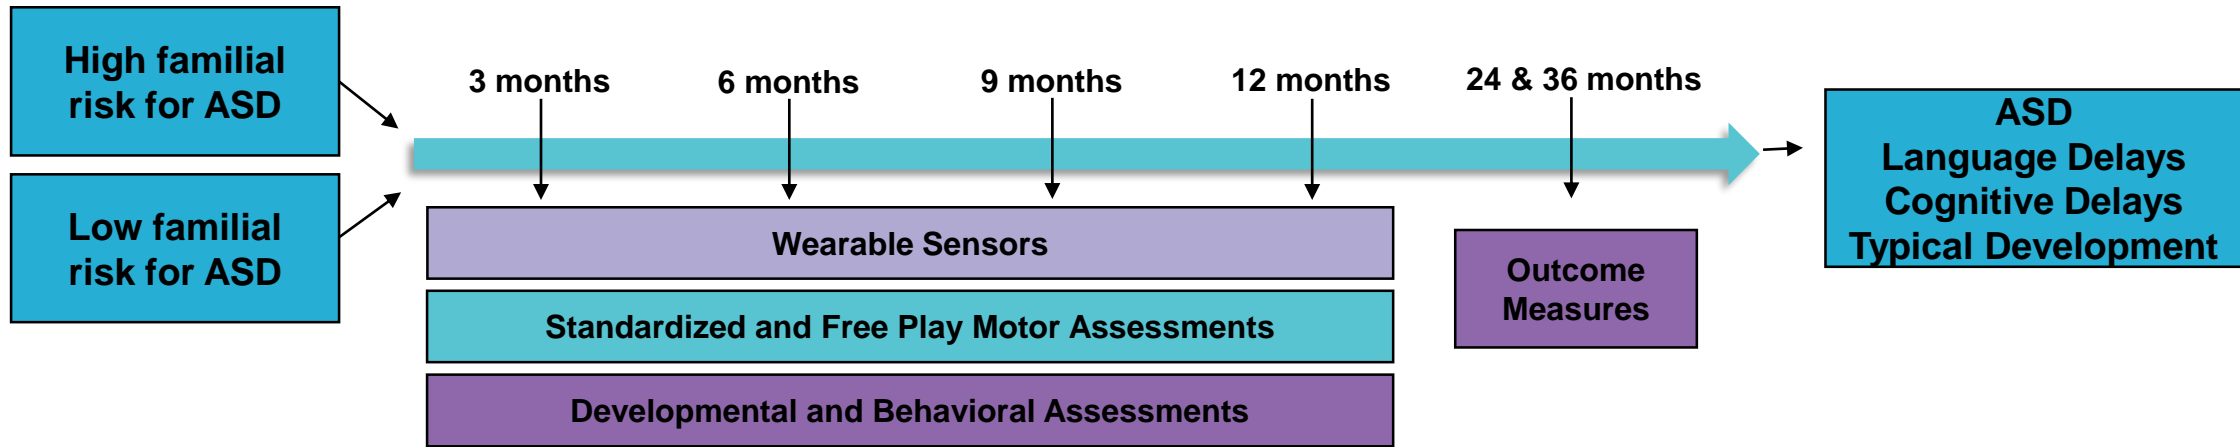 High familial
risk for ASD
Low familial
risk for ASD
3 months
6 months
9 months
12 months
24 & 36 months
Wearable Sensors
Standardized and Free Play Motor Assessments
Developmental and Behavioral Assessments
Outcome
Measures
ASD
Language Delays
Cognitive Delays
Typical Development